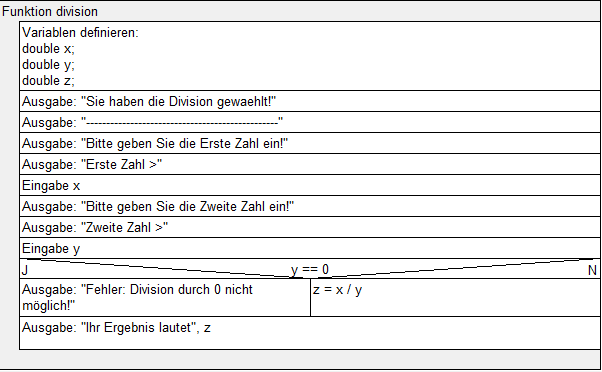 Funktion division
Variablen definieren:
double x;
double y;
double z;
Ausgabe: "Sie haben die Division gewaehlt!"
Ausgabe: "------------------------------------------------"
Ausgabe: "Bitte geben Sie die Erste Zahl ein!"
Ausgabe: "Erste Zahl >"
Eingabe x
Ausgabe: "Bitte geben Sie die Zweite Zahl ein!"
Ausgabe: "Zweite Zahl >"
Eingabe y
J y == 0 N
Ausgabe: "Fehler: Division durch 0 nicht
möglich!"
z = x / y
Ausgabe: "Ihr Ergebnis lautet", z